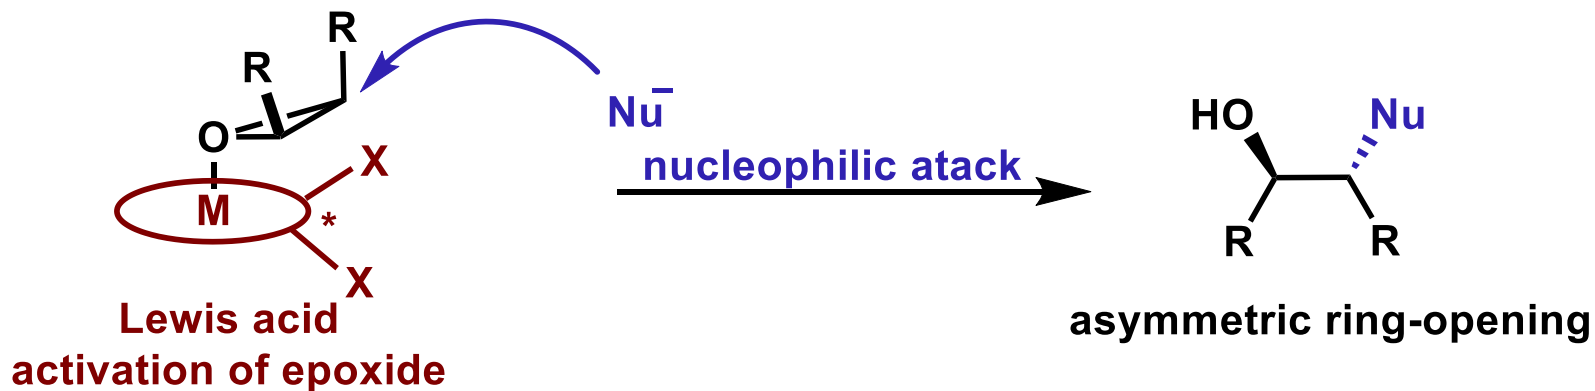 R
R
O
M
X
*
X
Lewis acid
activation of epoxide
Nu
nucleophilic atack
HO
Nu
R
R
asymmetric ring-opening